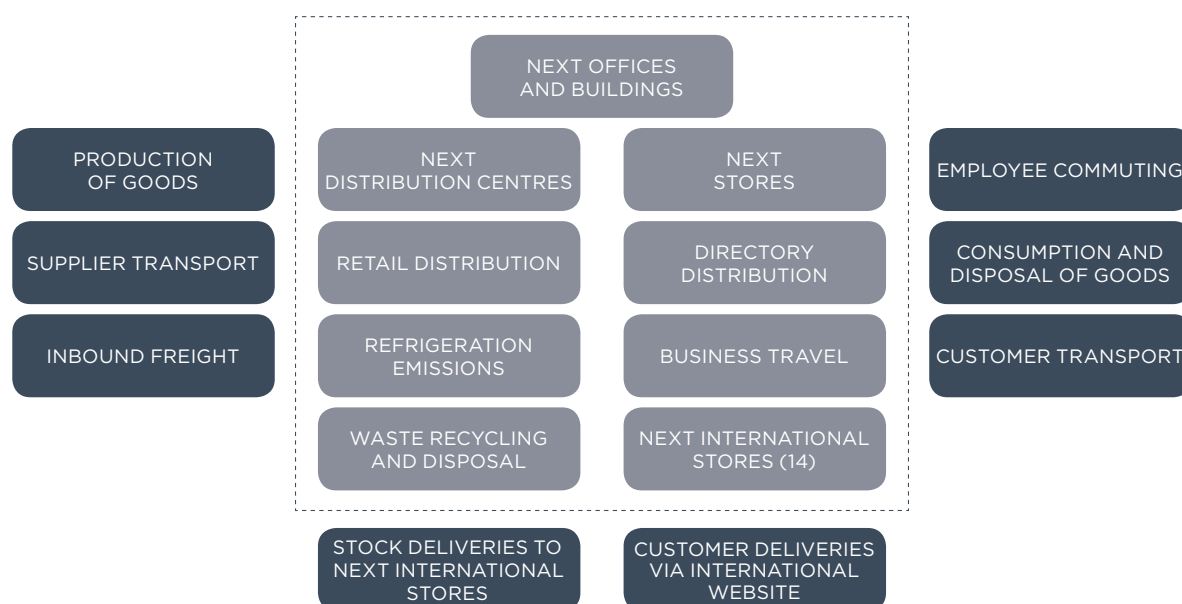 NEXT OFFICES
AND BUILDINGS
PRODUCTION
OF GOODS
NEXT
DISTRIBUTION CENTRES
NEXT
STORES
EMPLOYEE COMMUTING
SUPPLIER TRANSPORT
RETAIL DISTRIBUTION
DIRECTORY
DISTRIBUTION
CONSUMPTION AND
DISPOSAL OF GOODS
INBOUND FREIGHT
REFRIGERATION
EMISSIONS
BUSINESS TRAVEL
CUSTOMER TRANSPORT
WASTE RECYCLING
AND DISPOSAL
NEXT INTERNATIONAL
STORES (14)
STOCK DELIVERIES TO
NEXT INTERNATIONAL
STORES
CUSTOMER DELIVERIES
VIA INTERNATIONAL
WEBSITE